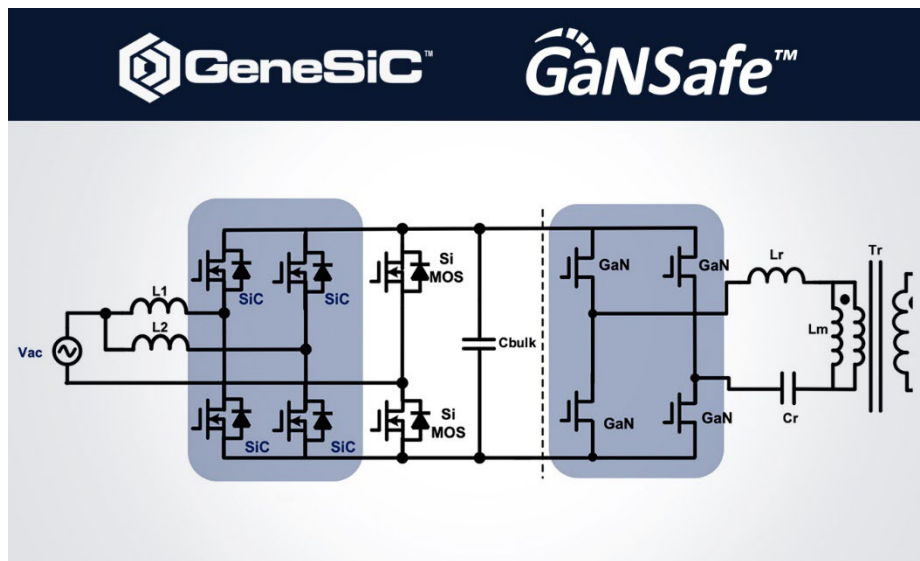 GeneSiC™
GaNSafe™
SiC
SiC
Si
MOS
GaN
GaN
Lr
Tr
L1
L2
Vac
Cbulk
Lm
SiC
SiC
Si
MOS
GaN
GaN
Cr